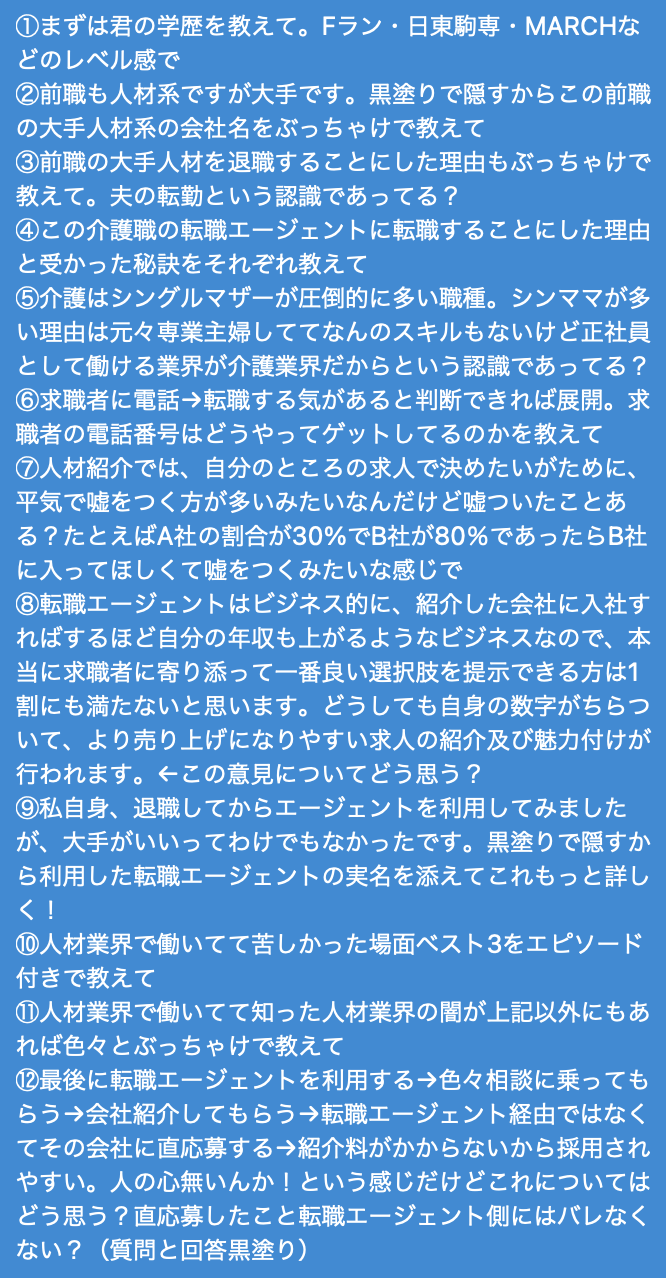 ①まずは君の学歴を教えて。Fラン・日東駒専・MARCHな
どのレベル感で
②前職も人材系ですが大手です。黒塗りで隠すからこの前職
の大手人材系の会社名をぶっちゃけで教えて
③前職の大手人材を退職することにした理由もぶっちゃけで
教えて。夫の転勤という認識であってる？
④この介護職の転職エージェントに転職することにした理由
と受かった秘訣をそれぞれ教えて
⑤介護はシングルマザーが圧倒的に多い職種。シンママが多
い理由は元々専業主婦しててなんのスキルもないけど正社員
として働ける業界が介護業界だからという認識であってる？
⑥求職者に電話→転職する気があると判断できれば展開。求
職者の電話番号はどうやってゲットしてるのかを教えて
⑦人材紹介では、自分のところの求人で決めたいがために、
平気で嘘をつく方が多いみたいなんだけど嘘ついたことあ
る？たとえばA社の割合が30%でB社が80%であったらB社
に入ってほしくて嘘をつくみたいな感じで
⑧転職エージェントはビジネス的に、紹介した会社に入社す
ればするほど自分の年収も上がるようなビジネスなので、本
当に求職者に寄り添って一番良い選択肢を提示できる方は1
割にも満たないと思います。どうしても自身の数字がちらつ
いて、より売り上げになりやすい求人の紹介及び魅力付けが
行われます。←この意見についてどう思う？
⑨私自身、退職してからエージェントを利用してみました
が、大手がいいってわけでもなかったです。黒塗りで隠すか
ら利用した転職エージェントの実名を添えてこれもっと詳し
く！
⑩人材業界で働いてて苦しかった場面ベスト3をエピソード
付きで教えて
⑪人材業界で働いてて知った人材業界の闇が上記以外にもあ
れば色々とぶっちゃけで教えて
⑫最後に転職エージェントを利用する→色々相談に乗っても
らう→会社紹介してもらう→転職エージェント経由ではなく
てその会社に直応募する→紹介料がかからないから採用され
やすい。人の心無いんか！という感じだけどこれについては
どう思う？直応募したこと転職エージェント側にはバレなく
ない？（質問と回答黒塗り）